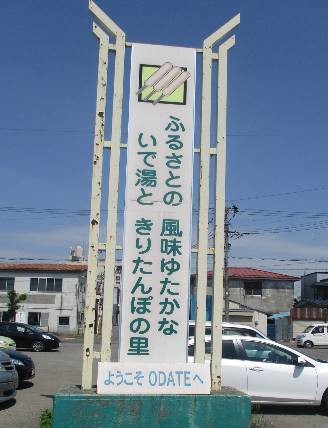 ふるさとの　風味ゆたかな
いで湯と　きりたんぽの里
ようこそ ODATEへ